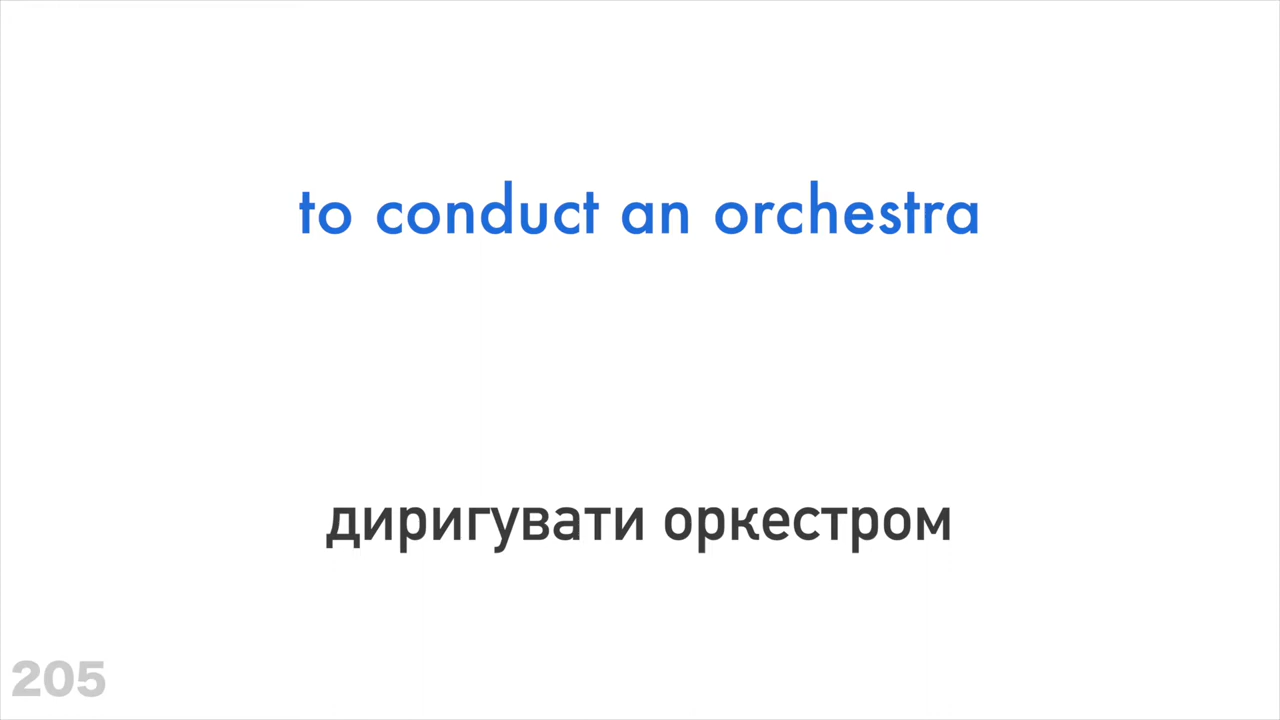 to conduct an orchestra
диригувати оркестром
205